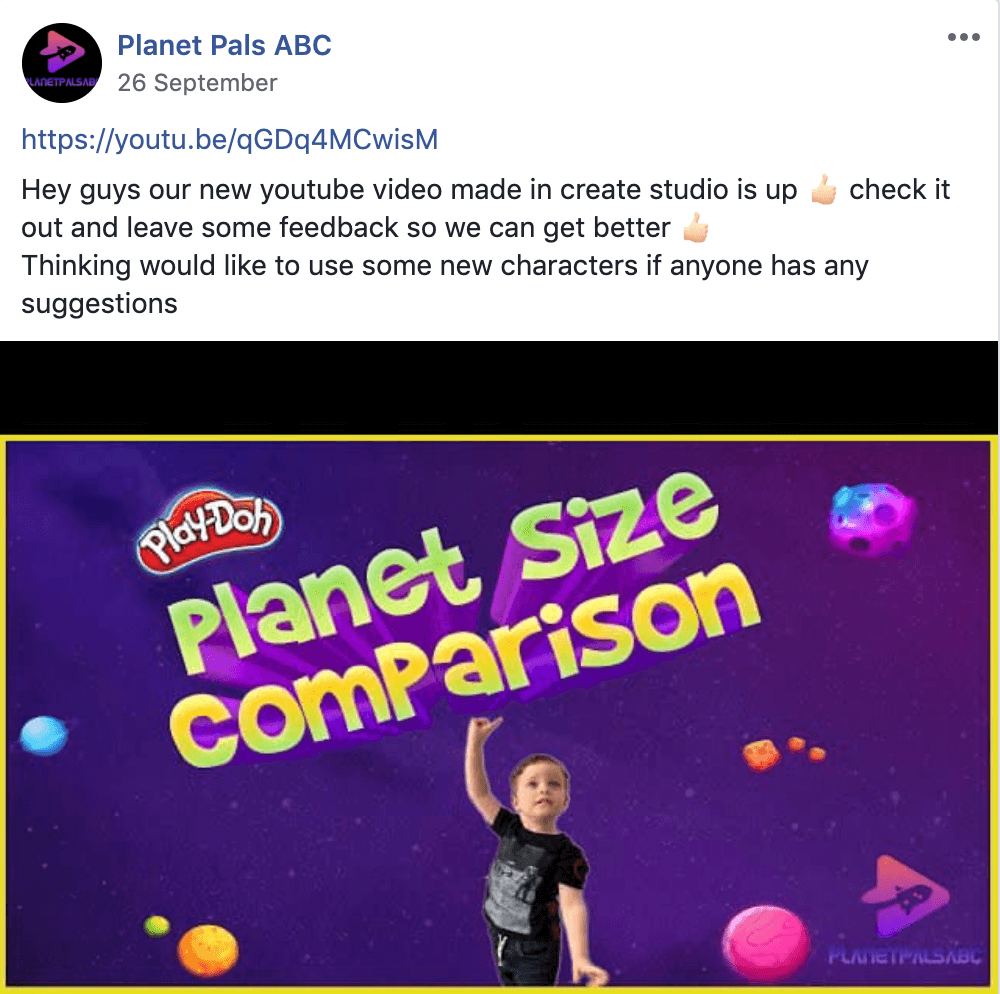 Planet Pals ABC
26 September
PLANETPALSABC
https://youtu.be/qGDq4MCwisM
Hey guys our new youtube video made in create studio is up 👍🏻 check it
out and leave some feedback so we can get better 👍🏻
Thinking would like to use some new characters if anyone has any
suggestions
Play-Doh
Planet Size
Comparison
PLANETPALSABC